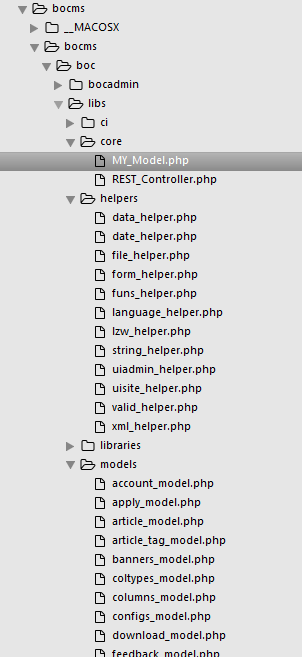 bocms
__MACOSX
bocms
boc
bocadmin
libs
ci
core
MY_Model.php
REST_Controller.php
helpers
data_helper.php
date_helper.php
file_helper.php
form_helper.php
funs_helper.php
language_helper.php
lzw_helper.php
string_helper.php
uiadmin_helper.php
uisite_helper.php
valid_helper.php
xml_helper.php
libraries
models
account_model.php
apply_model.php
article_model.php
article_tag_model.php
banners_model.php
coltypes_model.php
columns_model.php
configs_model.php
download_model.php
feedback_model.php